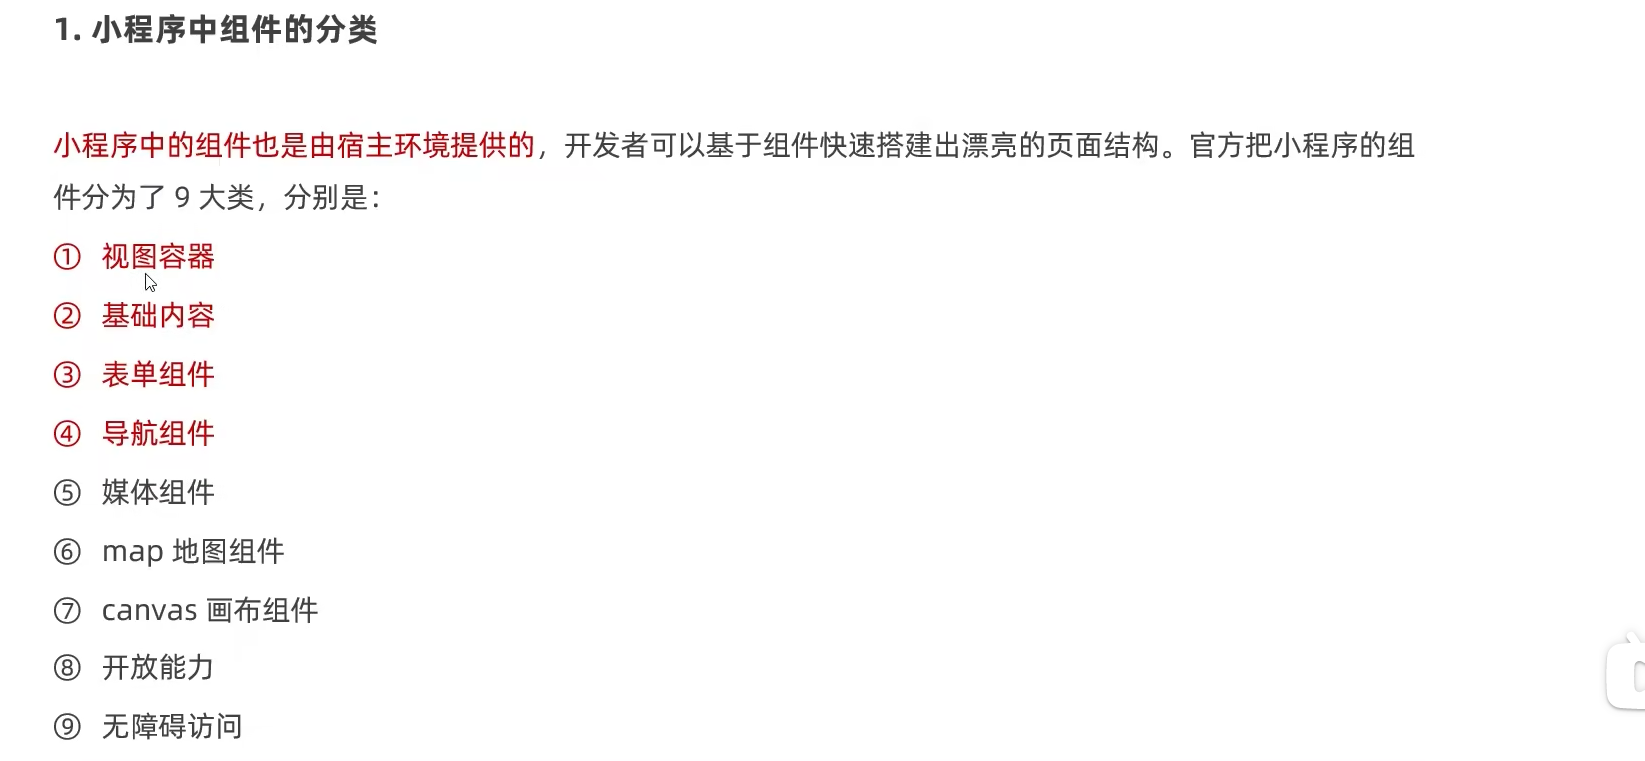 1. 小程序中组件的分类
小程序中的组件也是由宿主环境提供的，开发者可以基于组件快速搭建出漂亮的页面结构。官方把小程序的组
件分为了 9 大类，分别是：
① 视图容器
② 基础内容
③ 表单组件
④ 导航组件
⑤ 媒体组件
⑥ map 地图组件
⑦ canvas 画布组件
⑧ 开放能力
⑨ 无障碍访问